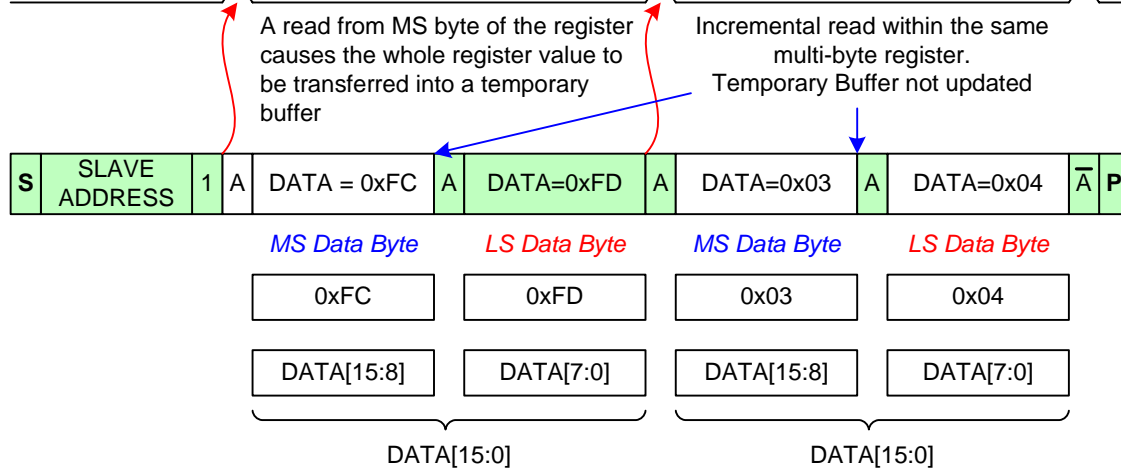 A read from MS byte of the register
causes the whole register value to
be transferred into a temporary
buffer
Incremental read within the same
multi-byte register.
Temporary Buffer not updated
S SLAVE ADDRESS 1 A DATA = 0xFC A DATA=0xFD A DATA=0x03 A DATA=0x04 A̅ P
MS Data Byte LS Data Byte MS Data Byte LS Data Byte
0xFC 0xFD 0x03 0x04
DATA[15:8] DATA[7:0] DATA[15:8] DATA[7:0]
DATA[15:0] DATA[15:0]